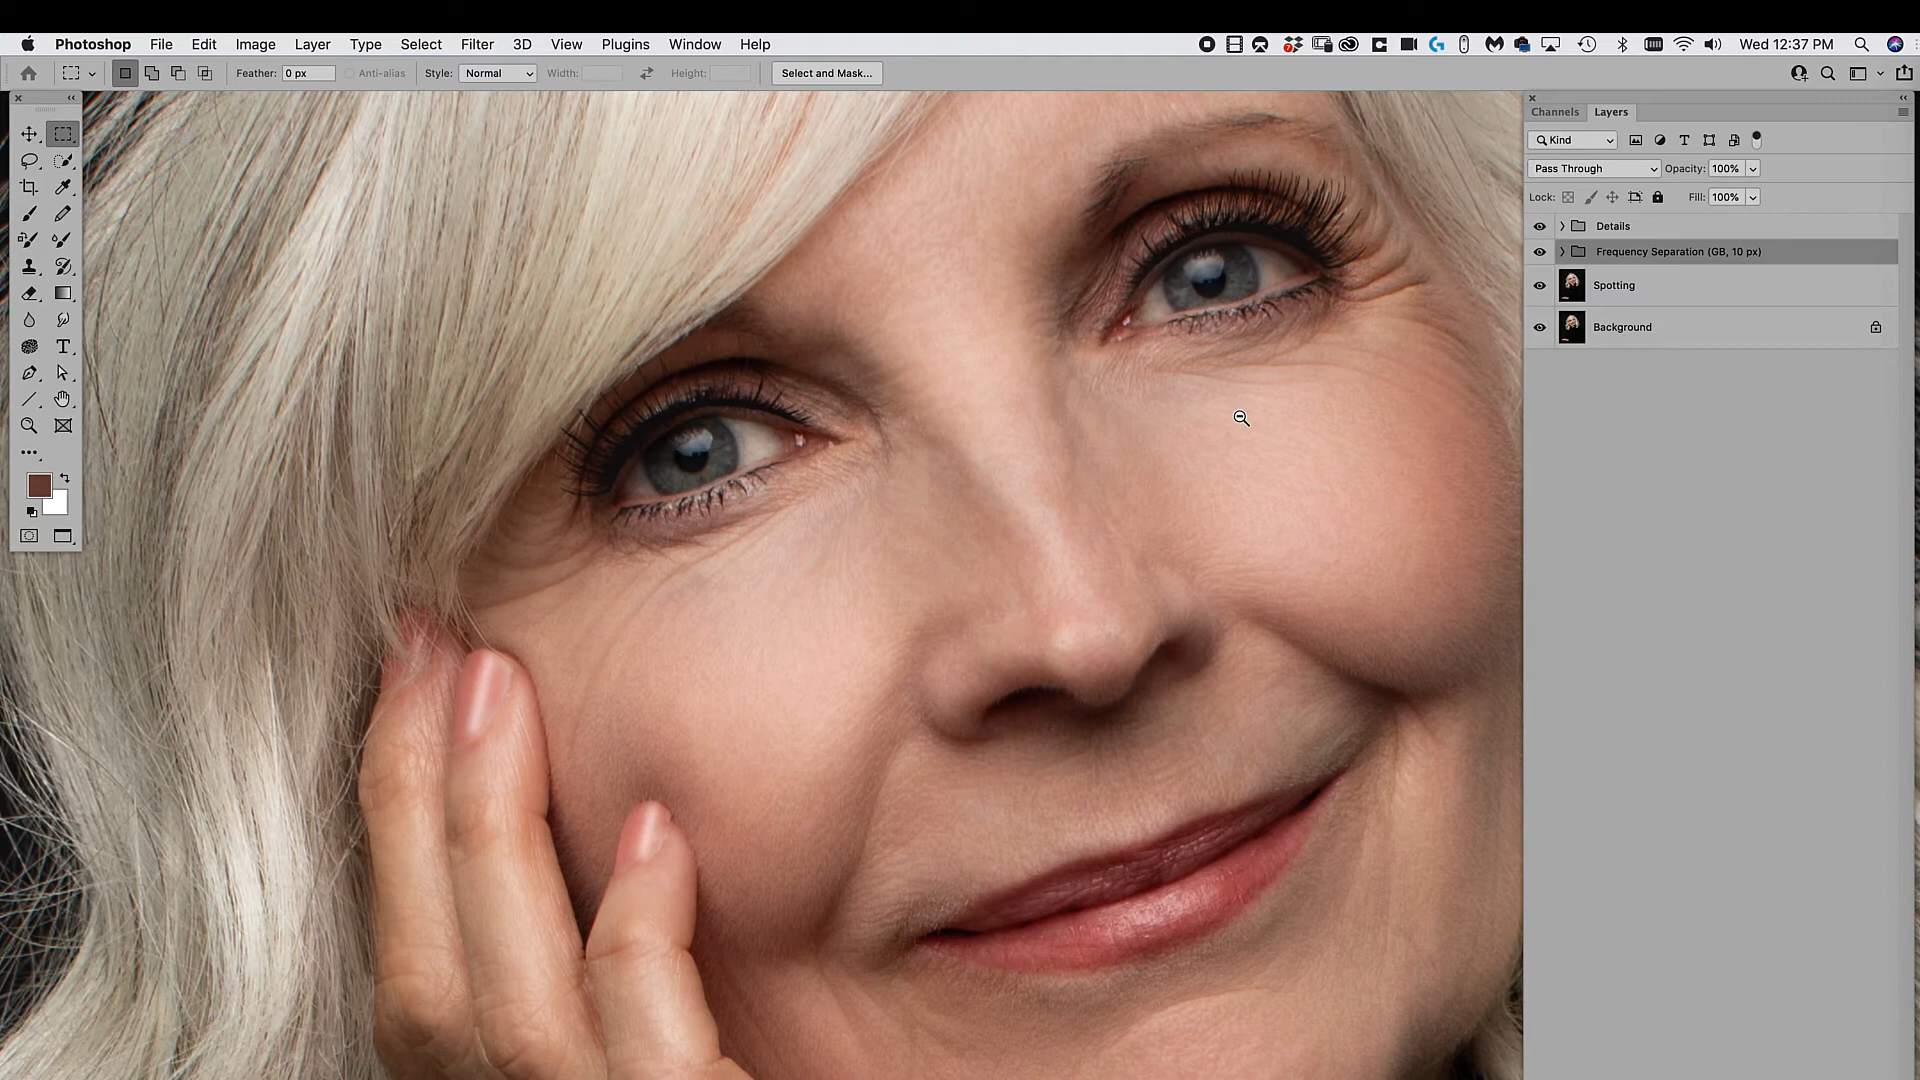 Photoshop File Edit Image Layer Type Select Filter 3D View Plugins Window Help Wed 12:37 PM
Feather: 0 px Anti-alias Style: Normal Width: Height: Select and Mask...
Channels Layers
Kind
Pass Through Opacity: 100%
Lock: Fill: 100%
Details
Frequency Separation (GB, 10 px)
Spotting
Background